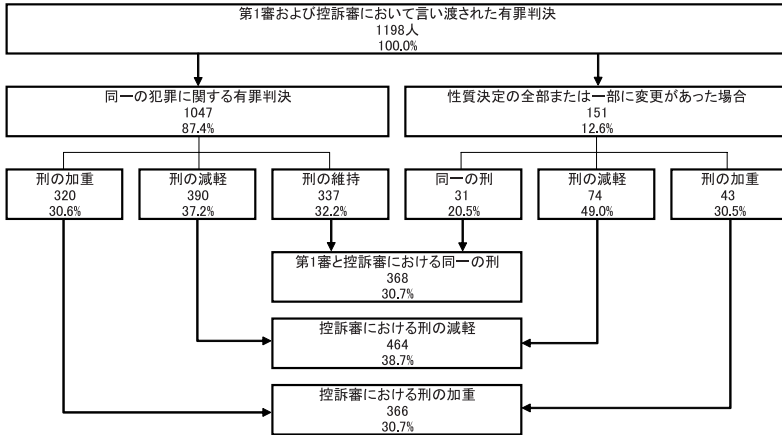 第1審および控訴審において言い渡された有罪判決
1198人
100.0%
同一の犯罪に関する有罪判決
1047
87.4%
性質決定の全部または一部に変更があった場合
151
12.6%
刑の加重
320
30.6%
刑の減軽
390
37.2%
刑の維持
337
32.2%
同一の刑
31
20.5%
刑の減軽
74
49.0%
刑の加重
43
30.5%
第1審と控訴審における同一の刑
368
30.7%
控訴審における刑の減軽
464
38.7%
控訴審における刑の加重
366
30.7%